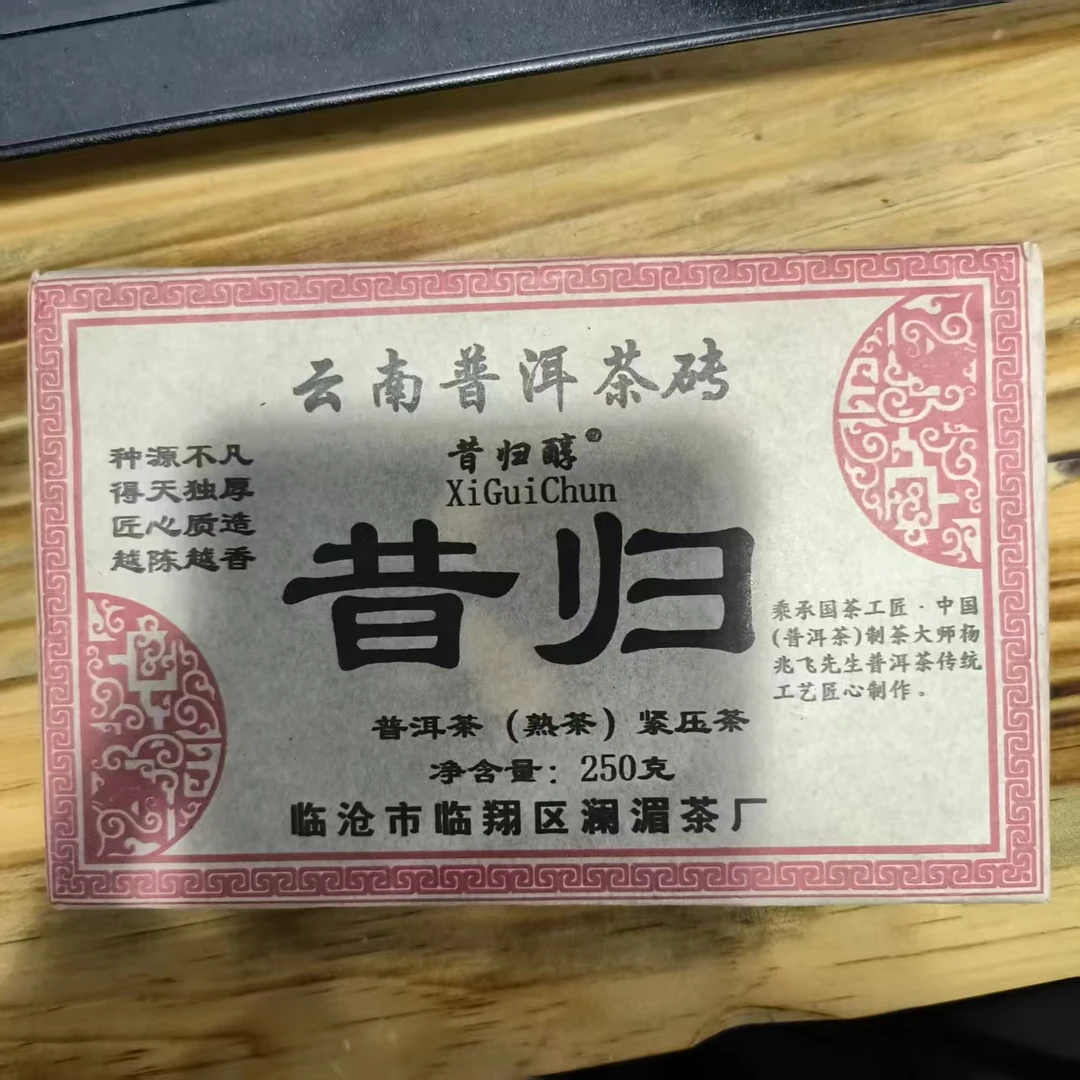 云南普洱茶砖
昔归醇
XiGuiChun
种源不凡
得天独厚
匠心质造
越陈越香
昔归
乘承国茶工匠·中国
(普洱茶)制茶大师杨
兆飞先生普洱茶传统
工艺匠心制作。
普洱茶（熟茶）紧压茶
净含量：250克
临沧市临翔区澜湄茶厂